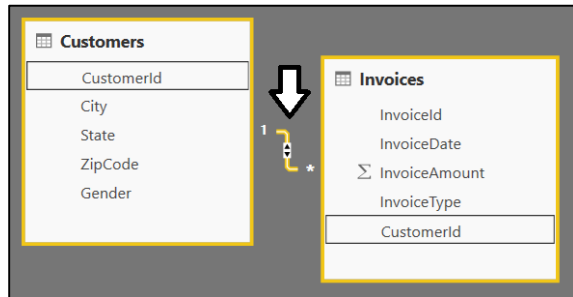 Customers
CustomerId
City
State
ZipCode
Gender
1
*
Invoices
InvoiceId
InvoiceDate
∑ InvoiceAmount
InvoiceType
CustomerId